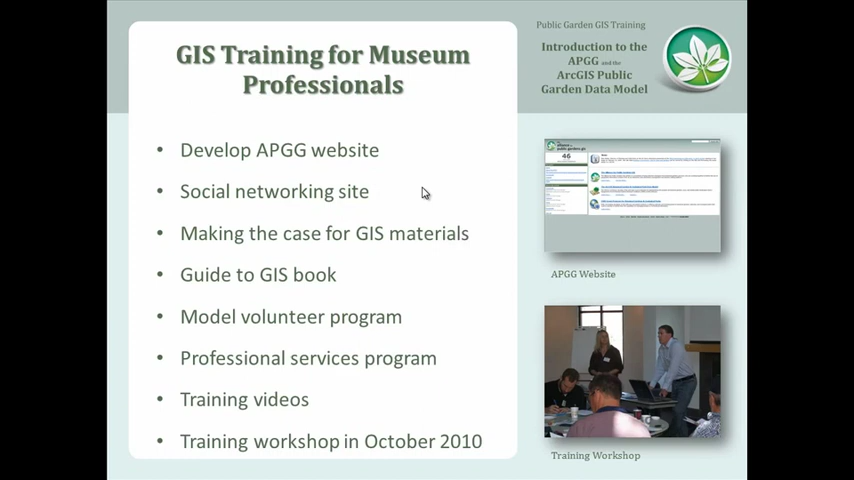 GIS Training for Museum
Professionals
• Develop APGG website
• Social networking site
• Making the case for GIS materials
• Guide to GIS book
• Model volunteer program
• Professional services program
• Training videos
• Training workshop in October 2010
Public Garden GIS Training
Introduction to the
APGG and the
ArcGIS Public
Garden Data Model
46
APGG Website
Training Workshop